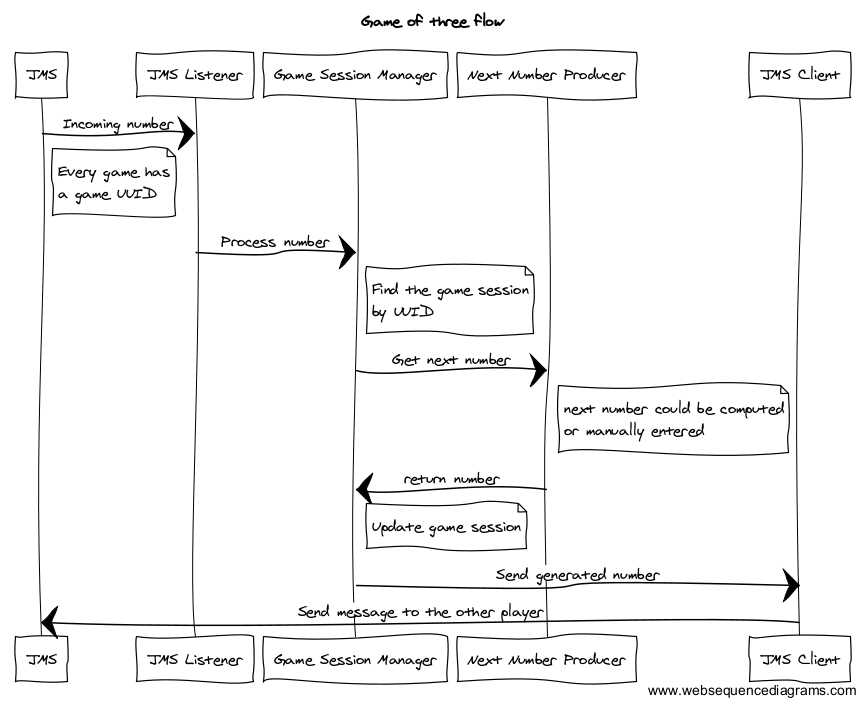 Game of three flow
JMS
JMS Listener
Game Session Manager
Next Number Producer
JMS Client
Incoming number
Every game has
a game UUID
Process number
Find the game session
by UUID
Get next number
next number could be computed
or manually entered
return number
Update game session
Send generated number
Send message to the other player
JMS
JMS Listener
Game Session Manager
Next Number Producer
JMS Client
www.websequencediagrams.com